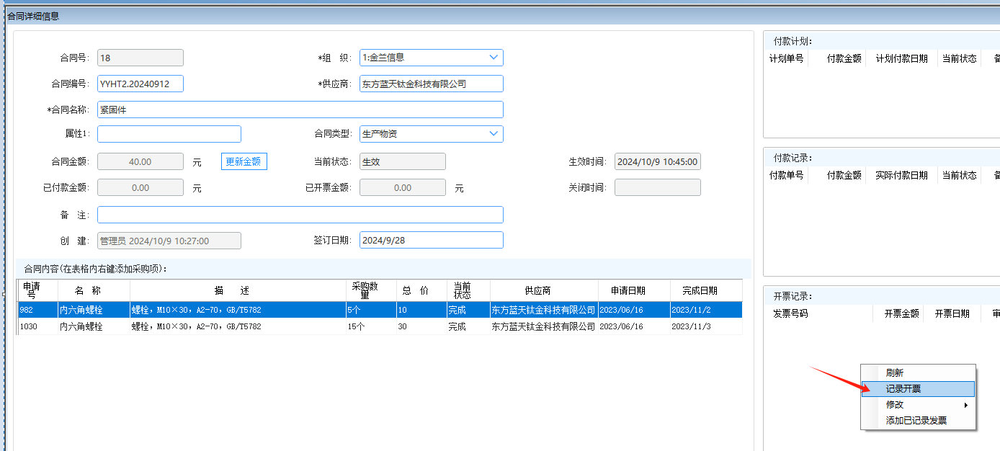 合同详细信息
合同号: 18 *组 织: 1:金兰信息
合同编号: YYHT2.20240912 *供应商: 东方蓝天钛金科技有限公司
*合同名称: 紧固件
属性1: 合同类型: 生产物资
合同金额: 40.00 元 更新金额 当前状态: 生效 生效时间: 2024/10/9 10:45:00
已付款金额: 0.00 元 已开票金额: 0.00 元 关闭时间:
备 注:
创 建: 管理员 2024/10/9 10:27:00 签订日期: 2024/9/28
合同内容(在表格内右键添加采购项):
申请号 名 称 描 述 采购数量 总 价 当前状态 供应商 申请日期 完成日期
982 内六角螺栓 螺栓，M10×30，A2-70，GB/T5782 5个 10 完成 东方蓝天钛金科技有限公司 2023/06/16 2023/11/2
1030 内六角螺栓 螺栓，M10×30，A2-70，GB/T5782 15个 30 完成 东方蓝天钛金科技有限公司 2023/06/16 2023/11/3
付款计划:
计划单号 付款金额 计划付款日期 当前状态
付款记录:
付款单号 付款金额 实际付款日期 当前状态
开票记录:
发票号码 开票金额 开票日期 审
刷新
记录开票
修改
添加已记录发票